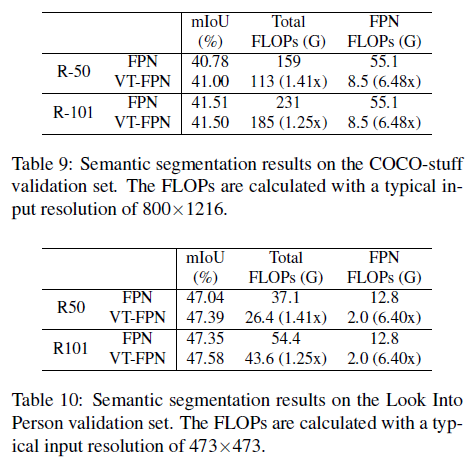 mIoU Total FPN
(%) FLOPs (G) FLOPs (G)
R-50 FPN 40.78 159 55.1
VT-FPN 41.00 113 (1.41x) 8.5 (6.48x)
R-101 FPN 41.51 231 55.1
VT-FPN 41.50 185 (1.25x) 8.5 (6.48x)
Table 9: Semantic segmentation results on the COCO-stuff
validation set. The FLOPs are calculated with a typical in-
put resolution of 800×1216.
mIoU Total FPN
(%) FLOPs (G) FLOPs (G)
R50 FPN 47.04 37.1 12.8
VT-FPN 47.39 26.4 (1.41x) 2.0 (6.40x)
R101 FPN 47.35 54.4 12.8
VT-FPN 47.58 43.6 (1.25x) 2.0 (6.40x)
Table 10: Semantic segmentation results on the Look Into
Person validation set. The FLOPs are calculated with a typ-
ical input resolution of 473×473.